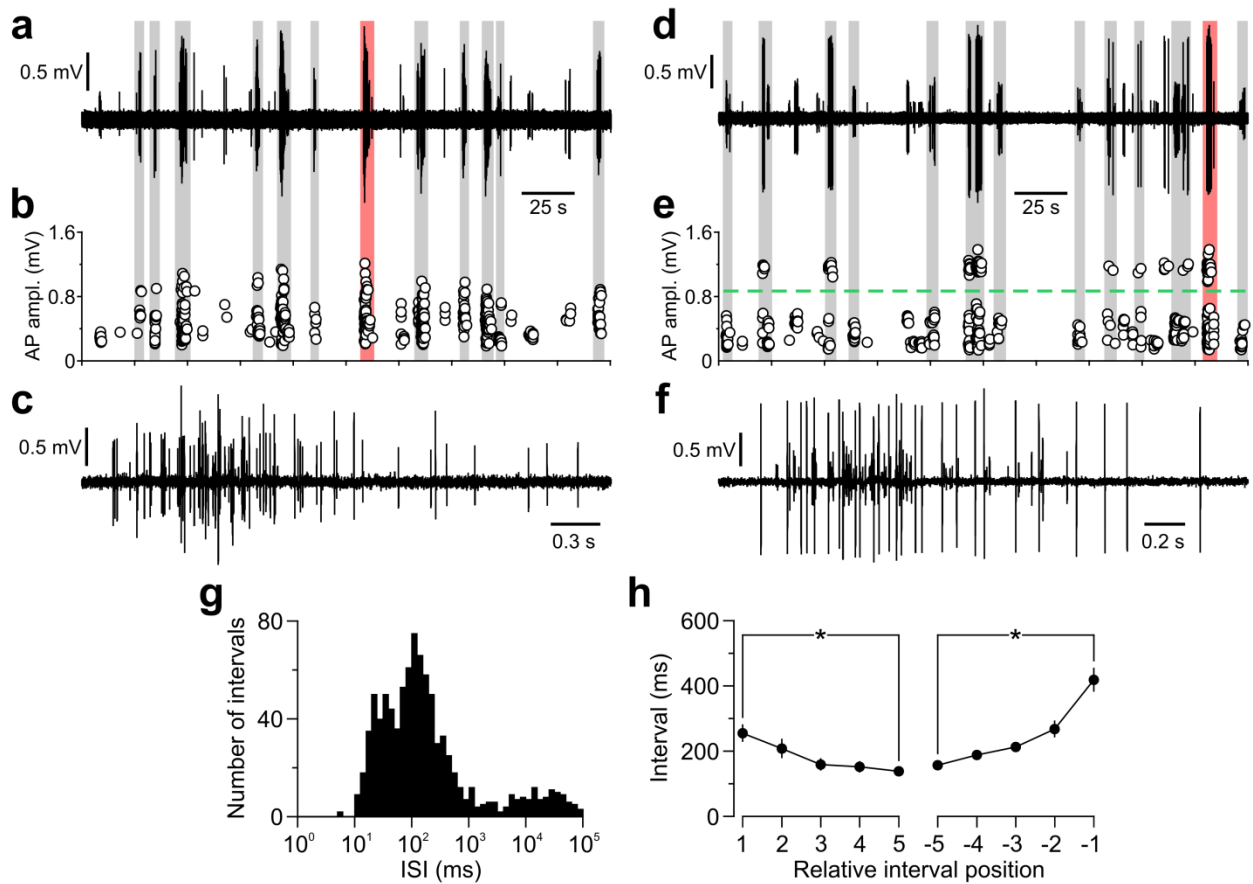 a
0.5 mV
25 s
b
AP ampl. (mV)
1.6
0.8
0
c
0.5 mV
0.3 s
d
0.5 mV
25 s
e
AP ampl. (mV)
1.6
0.8
0
f
0.5 mV
0.2 s
g
Number of intervals
80
40
0
10⁰ 10¹ 10² 10³ 10⁴ 10⁵
ISI (ms)
h
Interval (ms)
600
400
200
0
* *
1 2 3 4 5 -5 -4 -3 -2 -1
Relative interval position